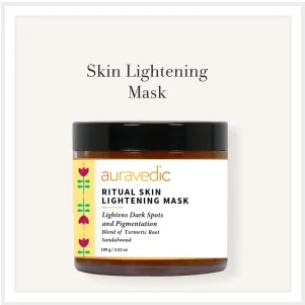 Skin Lightening
Mask
auravedic
RITUAL SKIN
LIGHTENING MASK
Lightens Dark Spots
and Pigmentation
Blend of Turmeric Root
Sandalwood